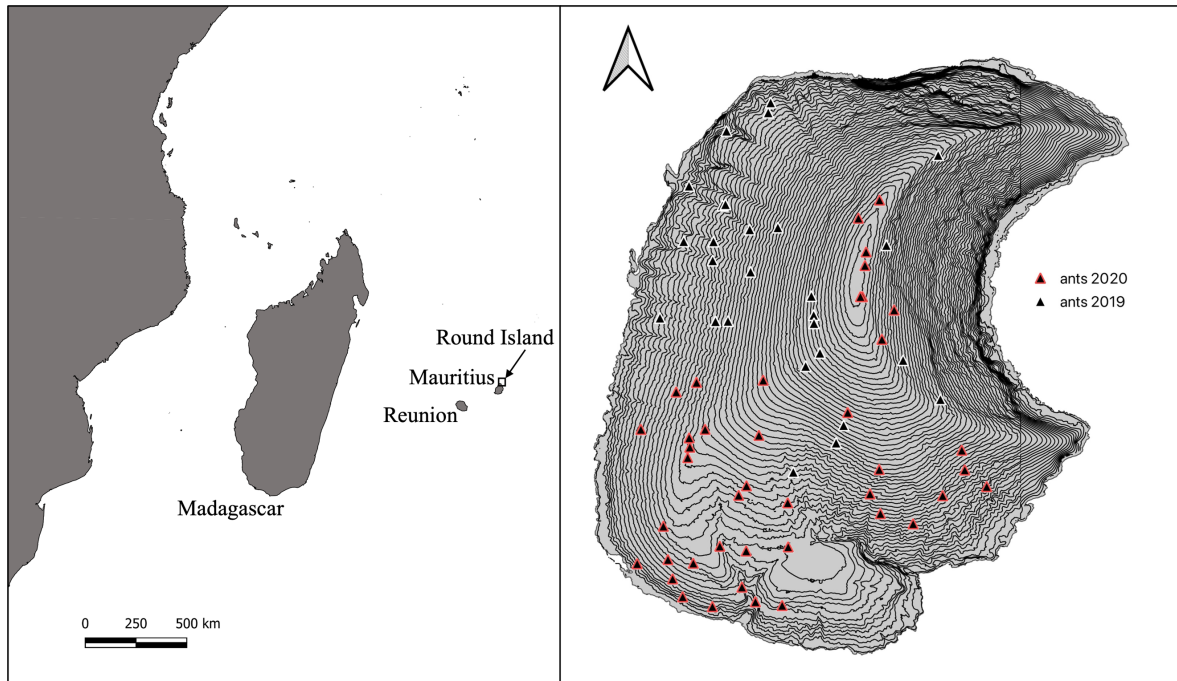 Round Island
Mauritius
Reunion
Madagascar
0 250 500 km
ants 2020
ants 2019